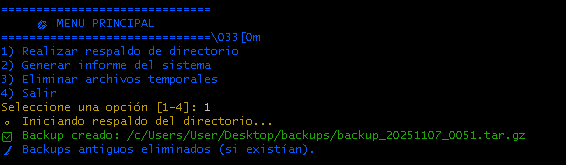 ==============================
MENU PRINCIPAL
==============================\033[0m
1) Realizar respaldo de directorio
2) Generar informe del sistema
3) Eliminar archivos temporales
4) Salir
Seleccione una opción [1-4]: 1
Iniciando respaldo del directorio...
Backup creado: /c/Users/User/Desktop/backups/backup_20251107_0051.tar.gz
Backups antiguos eliminados (si existían).